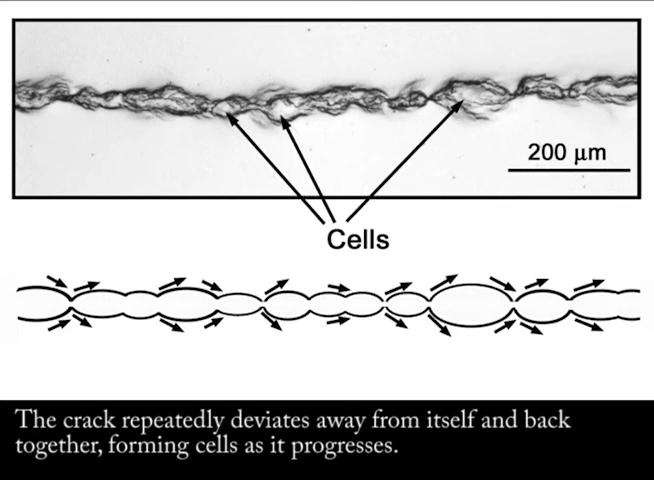 200 μm
Cells
The crack repeatedly deviates away from itself and back
together, forming cells as it progresses.